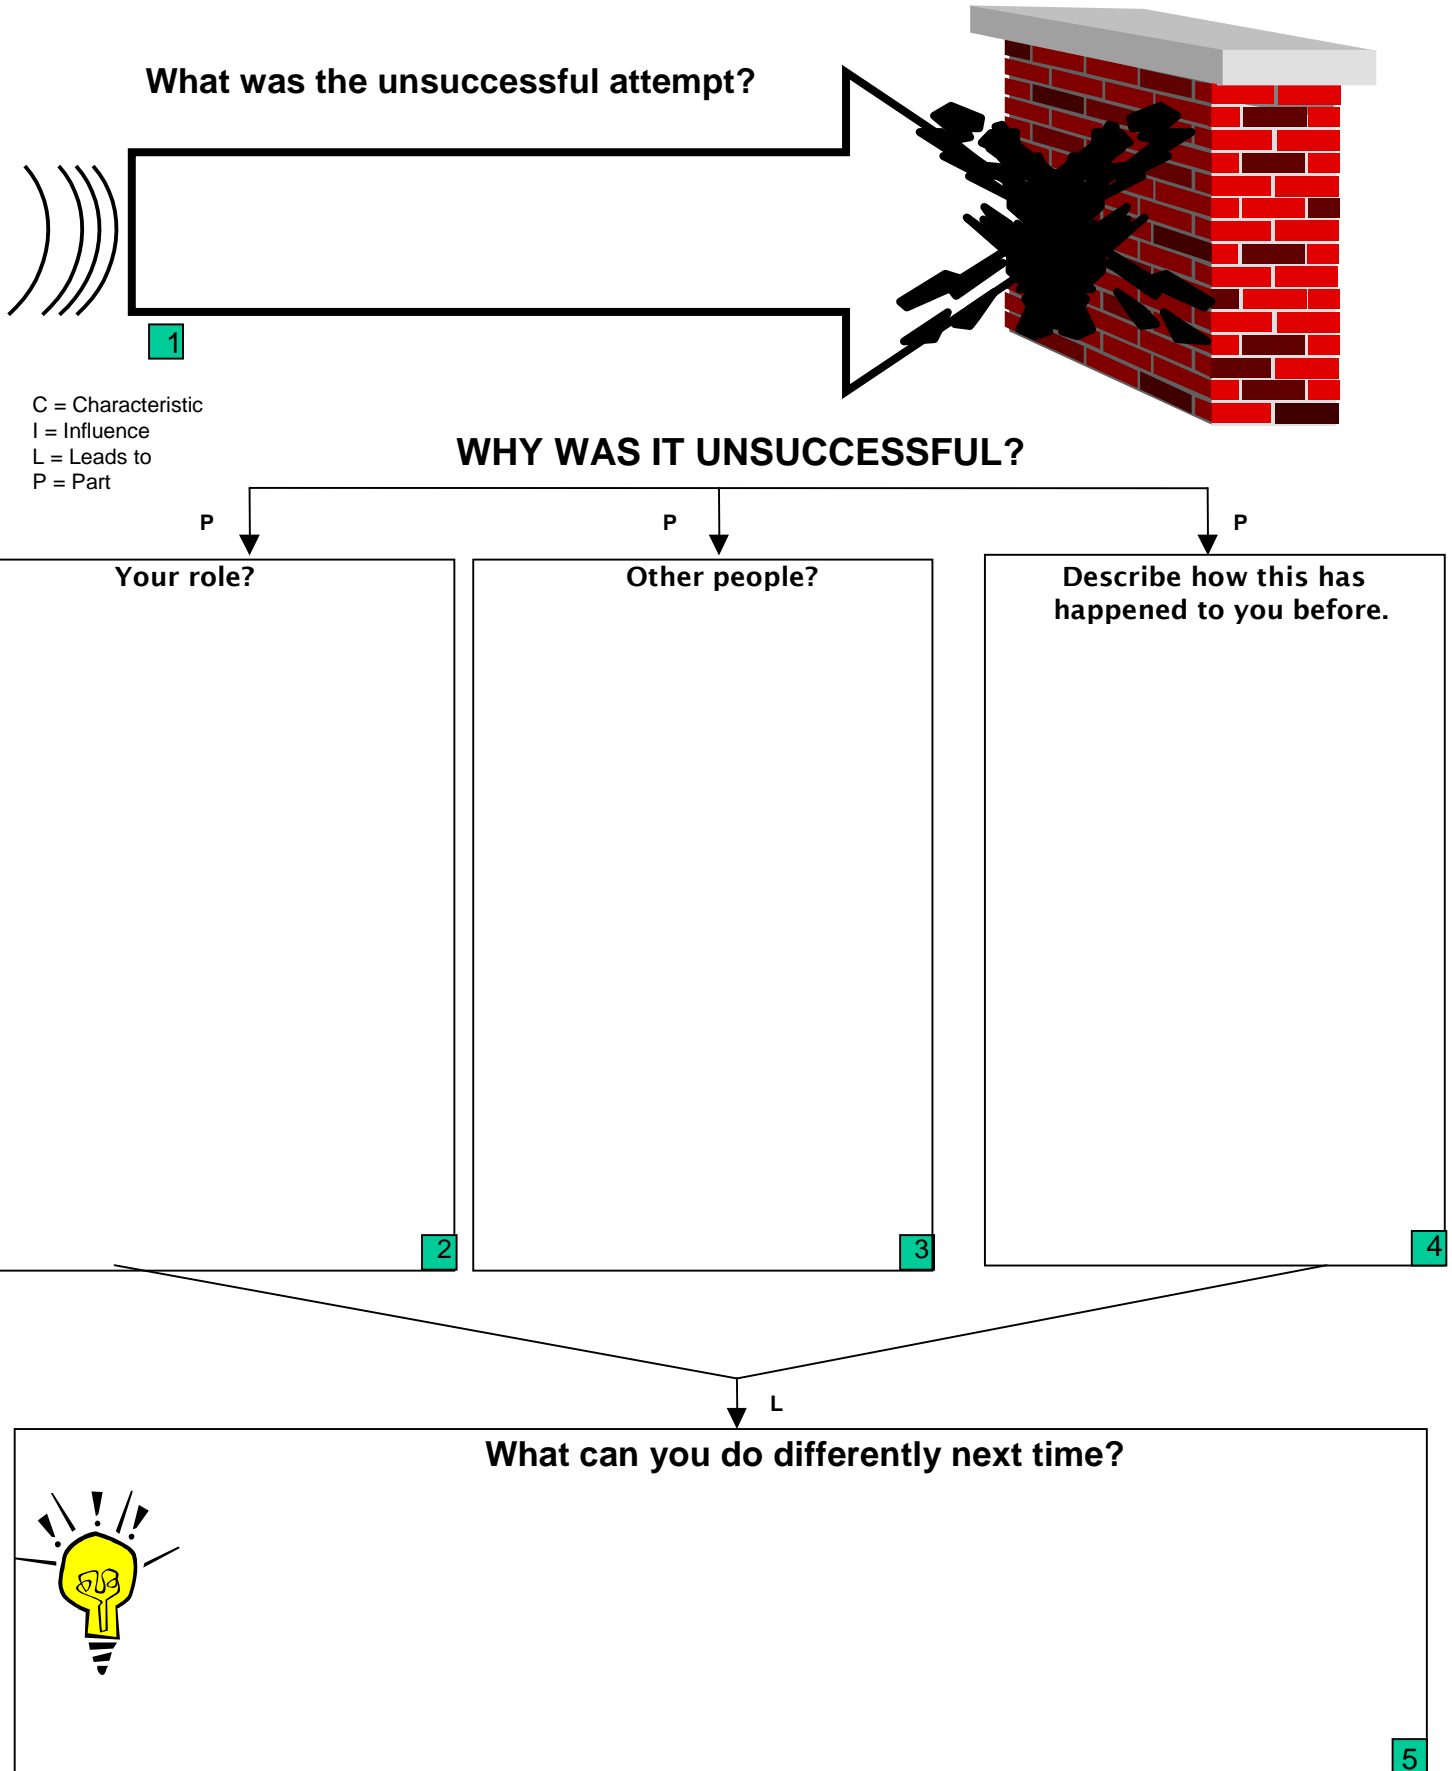 What was the unsuccessful attempt?
1
C = Characteristic
I = Influence
L = Leads to
P = Part
WHY WAS IT UNSUCCESSFUL?
P
P
P
Your role?
Other people?
Describe how this has
happened to you before.
2
3
4
L
What can you do differently next time?
5